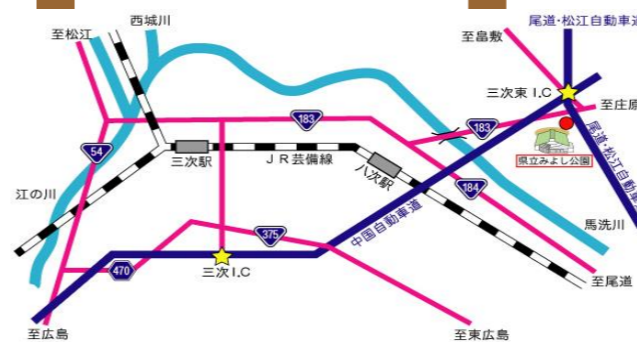 西城川
至松江
至畠敷
尾道・松江自動車道
三次東 I.C
至庄原
183
183
54
三次駅
JR芸備線
八次駅
県立みよし公園
尾道・松江自動車道
184
江の川
中国自動車道
馬洗川
375
470
三次I.C
至尾道
至広島
至東広島